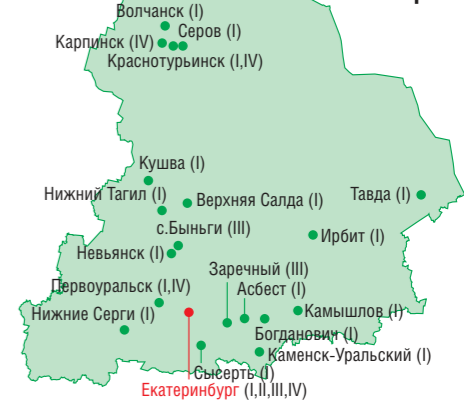 Волчанск (I)
Серов (I)
Карпинск (IV)
Краснотурьинск (I,IV)
Кушва (I)
Нижний Тагил (I)
Верхняя Салда (I)
Тавда (I)
с.Быньги (III)
Ирбит (I)
Невьянск (I)
Заречный (III)
Первоуральск (I,IV)
Асбест (I)
Нижние Серги (I)
Камышлов (I)
Богданович (I)
Каменск-Уральский (I)
Сысерть (I)
Екатеринбург (I,II,III,IV)